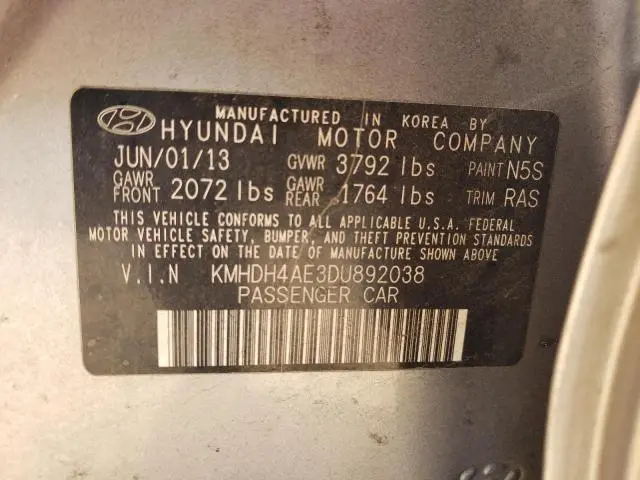 MANUFACTURED IN KOREA BY
HYUNDAI MOTOR COMPANY
JUN/01/13 GVWR 3792 lbs PAINT N5S
GAWR FRONT 2072 lbs GAWR REAR 1764 lbs TRIM RAS
THIS VEHICLE CONFORMS TO ALL APPLICABLE U.S.A. FEDERAL
MOTOR VEHICLE SAFETY, BUMPER, AND THEFT PREVENTION STANDARDS
IN EFFECT ON THE DATE OF MANUFACTURE SHOWN ABOVE
V.I.N KMHDH4AE3DU892038
PASSENGER CAR